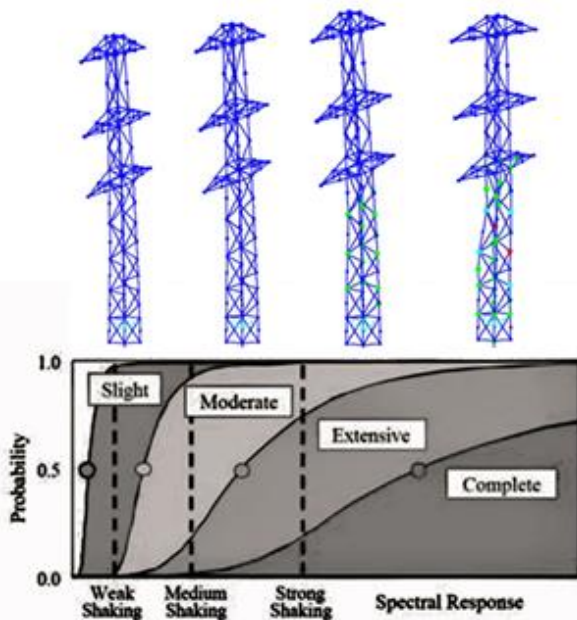 1.0
Slight
Moderate
Extensive
Complete
0.5
Probability
0.0
Weak Shaking
Medium Shaking
Strong Shaking
Spectral Response